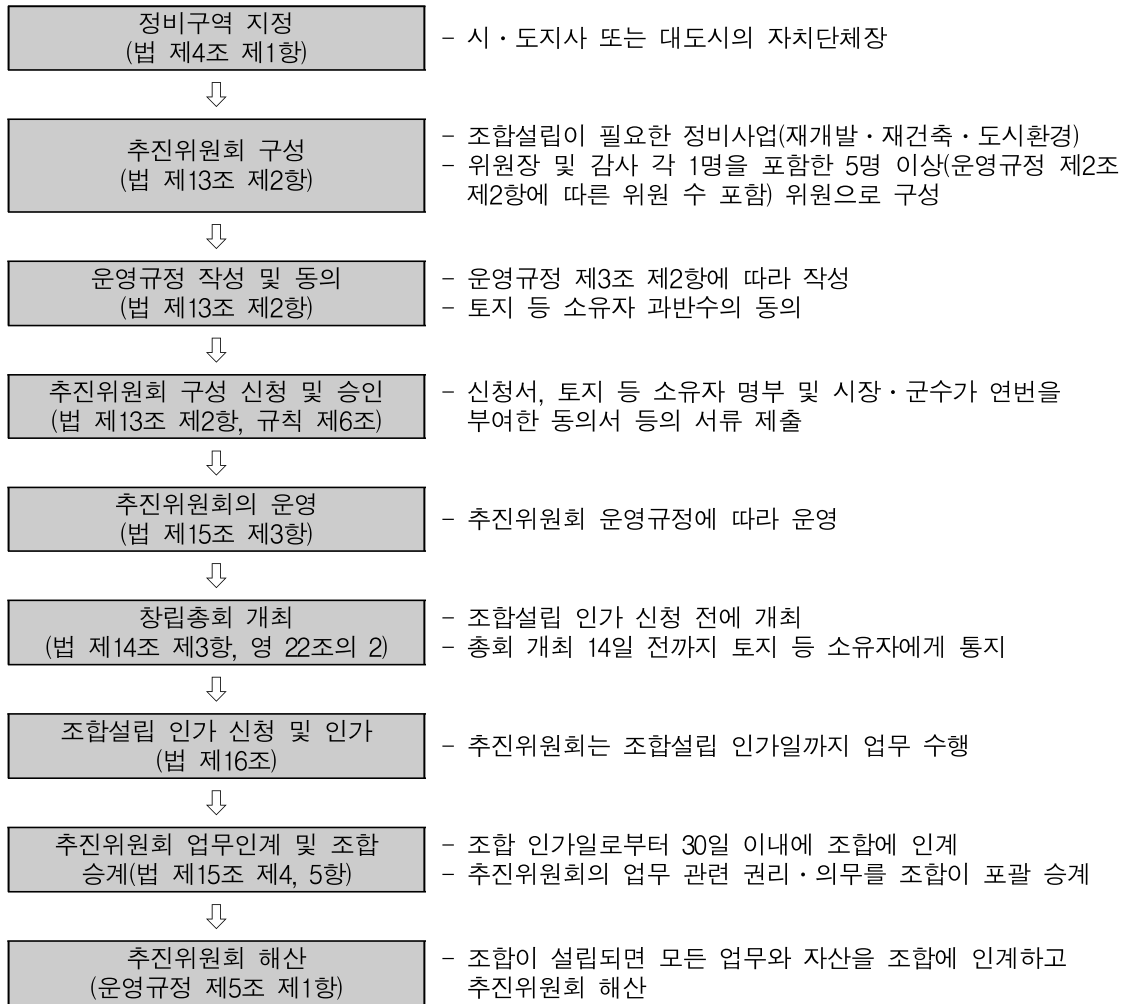 정비구역 지정
(법 제4조 제1항)
- 시·도지사 또는 대도시의 자치단체장
⇩
추진위원회 구성
(법 제13조 제2항)
- 조합설립이 필요한 정비사업(재개발·재건축·도시환경)
- 위원장 및 감사 각 1명을 포함한 5명 이상(운영규정 제2조
제2항에 따른 위원 수 포함) 위원으로 구성
⇩
운영규정 작성 및 동의
(법 제13조 제2항)
- 운영규정 제3조 제2항에 따라 작성
- 토지 등 소유자 과반수의 동의
⇩
추진위원회 구성 신청 및 승인
(법 제13조 제2항, 규칙 제6조)
- 신청서, 토지 등 소유자 명부 및 시장·군수가 연번을
부여한 동의서 등의 서류 제출
⇩
추진위원회의 운영
(법 제15조 제3항)
- 추진위원회 운영규정에 따라 운영
⇩
창립총회 개최
(법 제14조 제3항, 영 22조의 2)
- 조합설립 인가 신청 전에 개최
- 총회 개최 14일 전까지 토지 등 소유자에게 통지
⇩
조합설립 인가 신청 및 인가
(법 제16조)
- 추진위원회는 조합설립 인가일까지 업무 수행
⇩
추진위원회 업무인계 및 조합
승계(법 제15조 제4, 5항)
- 조합 인가일로부터 30일 이내에 조합에 인계
- 추진위원회의 업무 관련 권리·의무를 조합이 포괄 승계
⇩
추진위원회 해산
(운영규정 제5조 제1항)
- 조합이 설립되면 모든 업무와 자산을 조합에 인계하고
추진위원회 해산